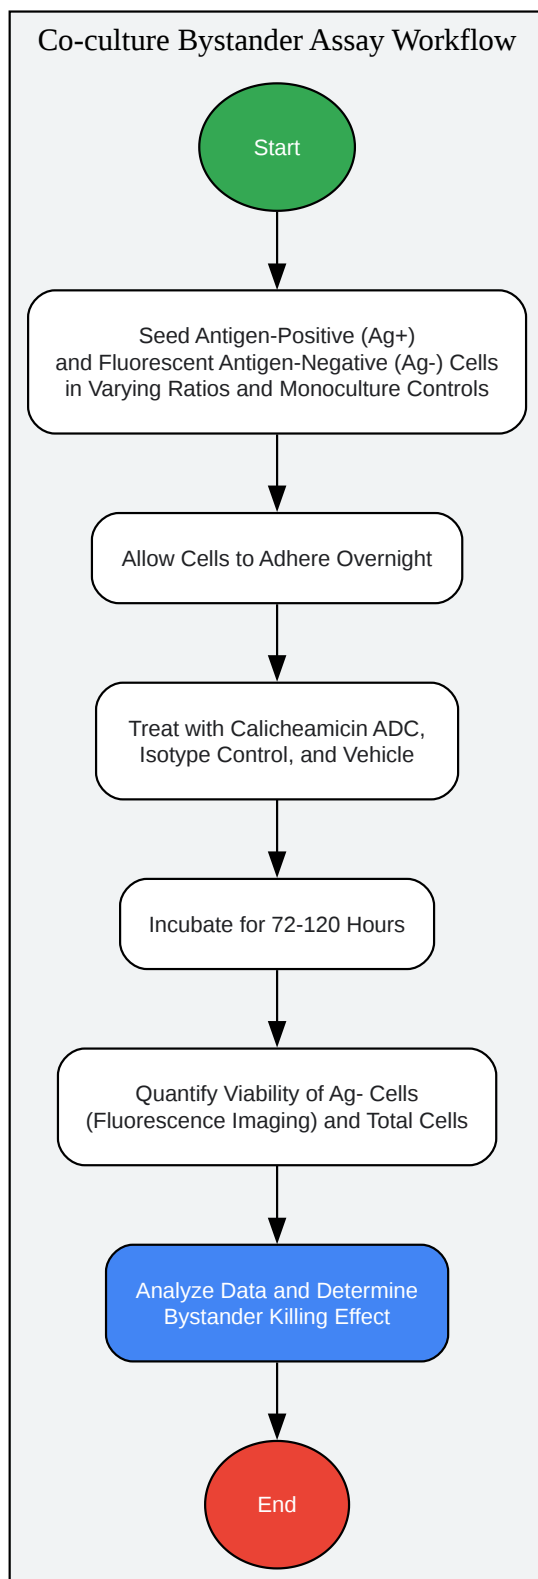 Co-culture Bystander Assay Workflow
Start
Seed Antigen-Positive (Ag+)
and Fluorescent Antigen-Negative (Ag-) Cells
in Varying Ratios and Monoculture Controls
Allow Cells to Adhere Overnight
Treat with Calicheamicin ADC,
Isotype Control, and Vehicle
Incubate for 72-120 Hours
Quantify Viability of Ag- Cells
(Fluorescence Imaging) and Total Cells
Analyze Data and Determine
Bystander Killing Effect
End